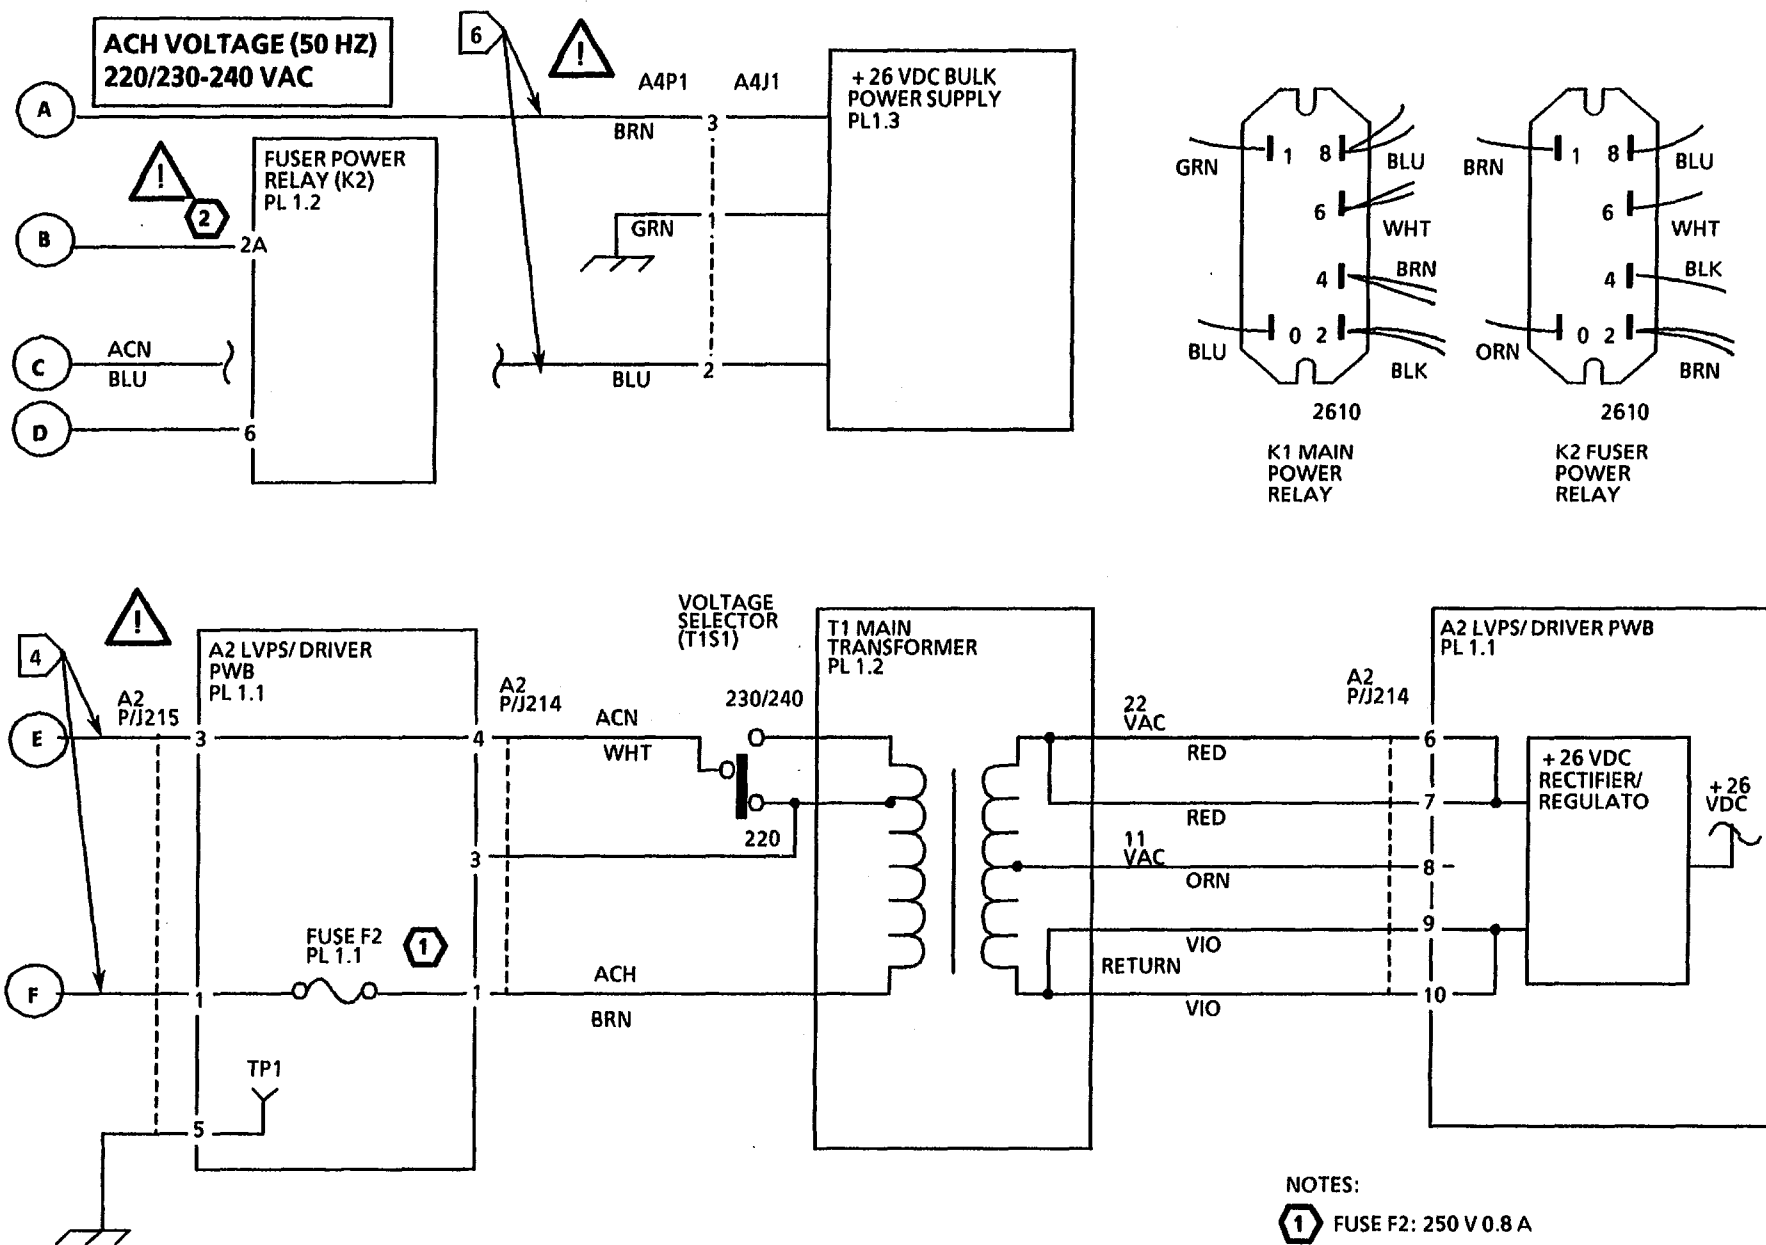 ACH VOLTAGE (50 HZ)
220/230-240 VAC
6
!
A4P1
A4J1
+ 26 VDC BULK
POWER SUPPLY
PL1.3
A
BRN
3
FUSER POWER
RELAY (K2)
PL 1.2
!
2
B
2A
GRN
1
C
ACN
BLU
BLU
2
D
6
GRN
1
8
BLU
6
WHT
4
BRN
BLU
0
2
BLK
2610
K1 MAIN
POWER
RELAY
BRN
1
8
BLU
6
WHT
4
BLK
ORN
0
2
BRN
2610
K2 FUSER
POWER
RELAY
4
!
A2
P/J215
A2 LVPS/ DRIVER
PWB
PL 1.1
A2
P/J214
VOLTAGE
SELECTOR
(T1S1)
230/240
T1 MAIN
TRANSFORMER
PL 1.2
22
VAC
A2
P/J214
A2 LVPS/ DRIVER PWB
PL 1.1
E
3
4
ACN
WHT
RED
6
+ 26 VDC
RECTIFIER/
REGULATO
+ 26
VDC
7
RED
220
3
11
VAC
ORN
8
FUSE F2
PL 1.1
1
VIO
9
F
1
1
ACH
BRN
RETURN
VIO
10
TP1
5
NOTES:
1 FUSE F2: 250 V 0.8 A